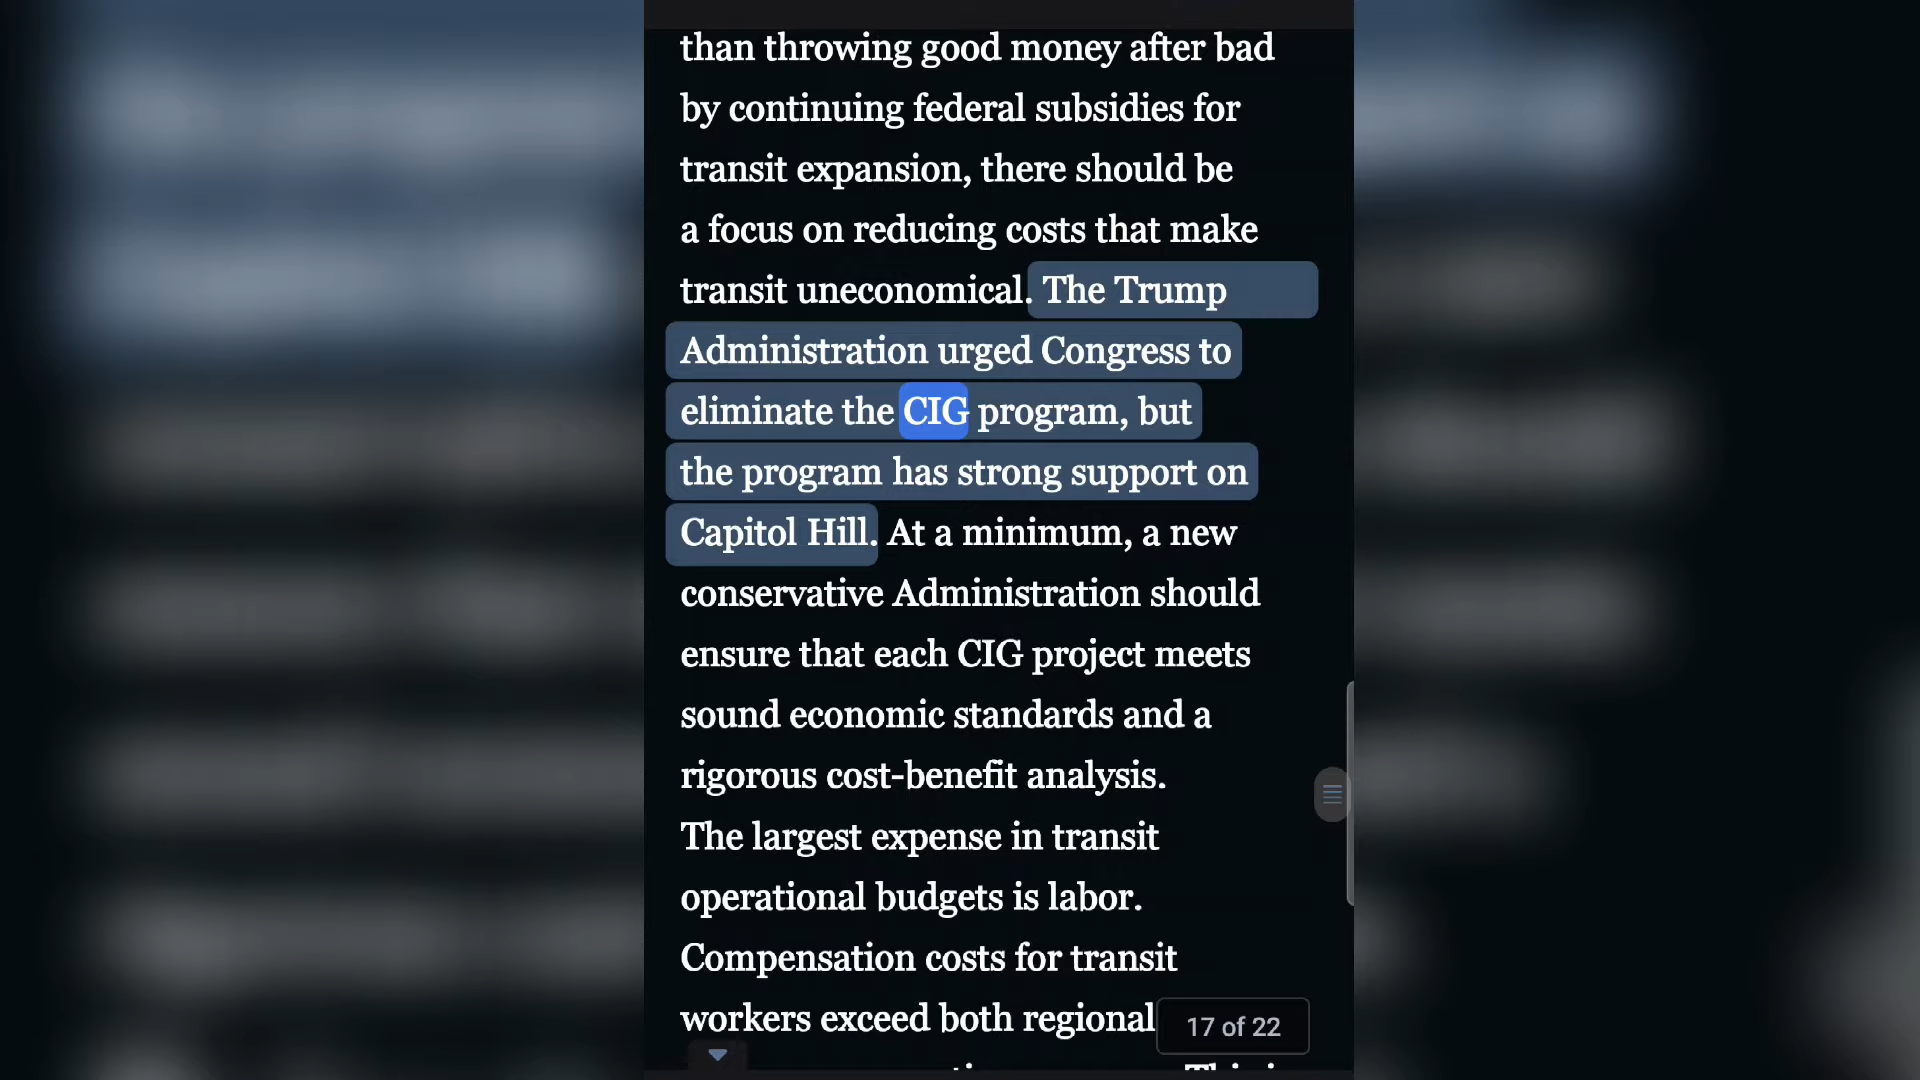 than throwing good money after bad
by continuing federal subsidies for
transit expansion, there should be
a focus on reducing costs that make
transit uneconomical. The Trump
Administration urged Congress to
eliminate the CIG program, but
the program has strong support on
Capitol Hill. At a minimum, a new
conservative Administration should
ensure that each CIG project meets
sound economic standards and a
rigorous cost-benefit analysis.
The largest expense in transit
operational budgets is labor.
Compensation costs for transit
workers exceed both regional
17 of 22